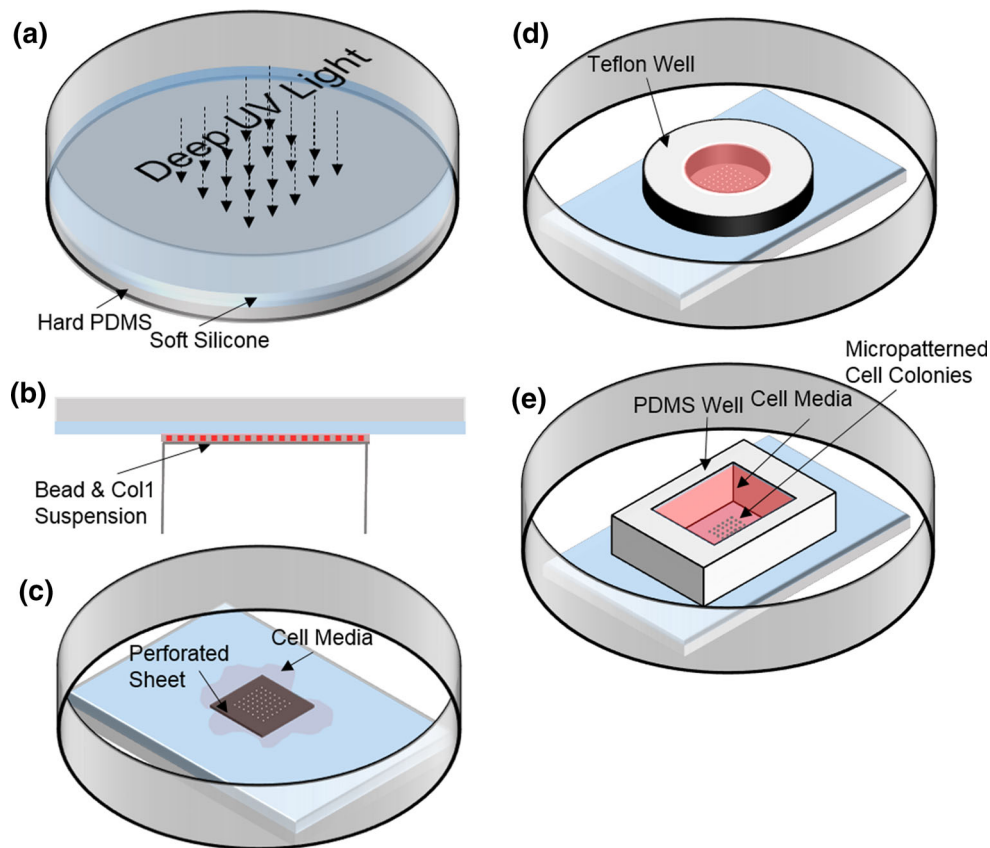 (a)
Deep UV Light
Hard PDMS
Soft Silicone
(b)
Bead & Col1
Suspension
(c)
Perforated
Sheet
Cell Media
(d)
Teflon Well
(e)
Micropatterned
Cell Colonies
PDMS Well
Cell Media